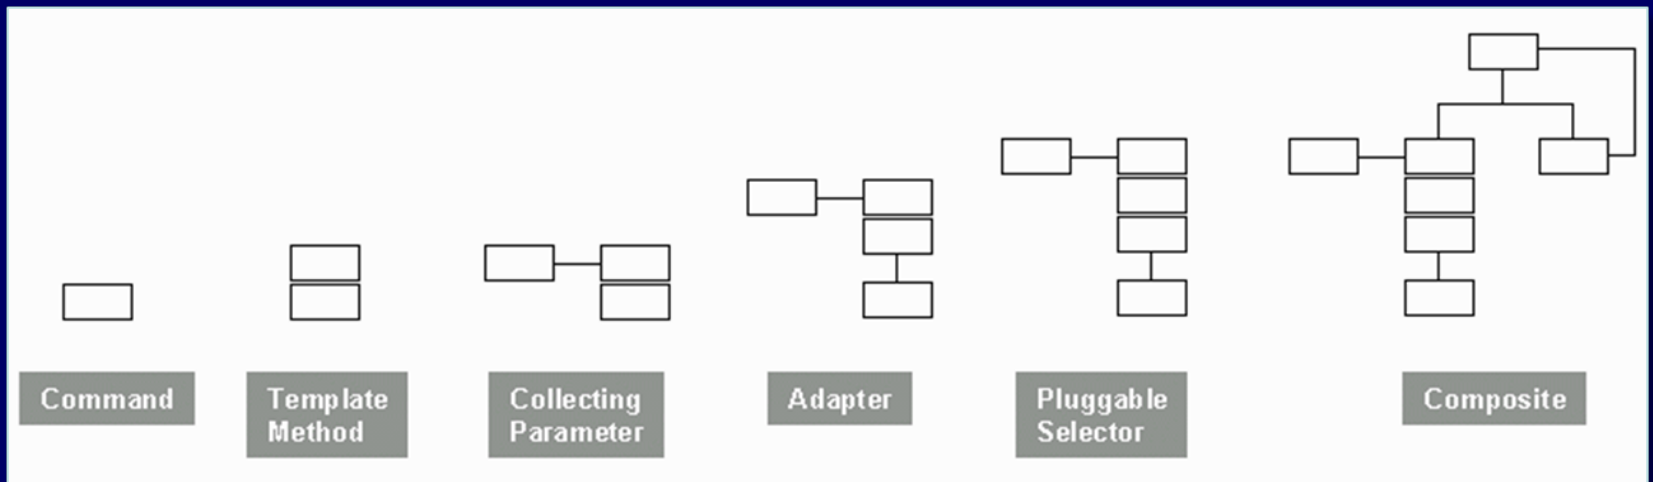 Command
Template
Method
Collecting
Parameter
Adapter
Pluggable
Selector
Composite